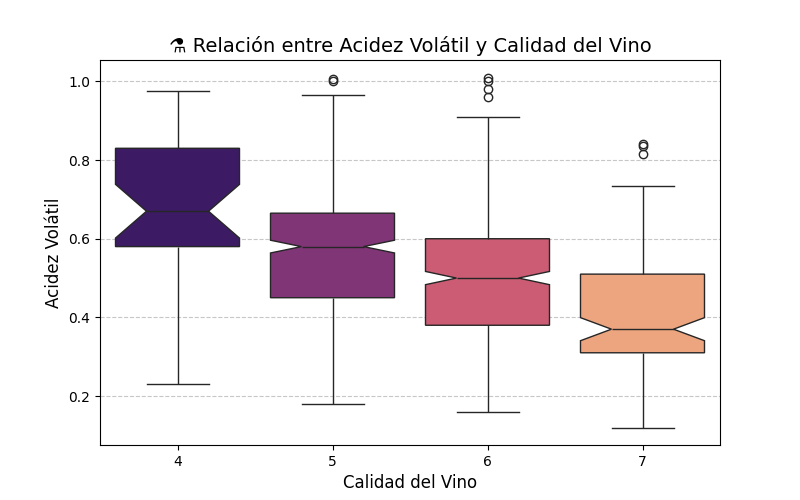 ⚗ Relación entre Acidez Volátil y Calidad del Vino
1.0
0.8
0.6
0.4
0.2
Acidez Volátil
4 5 6 7
Calidad del Vino